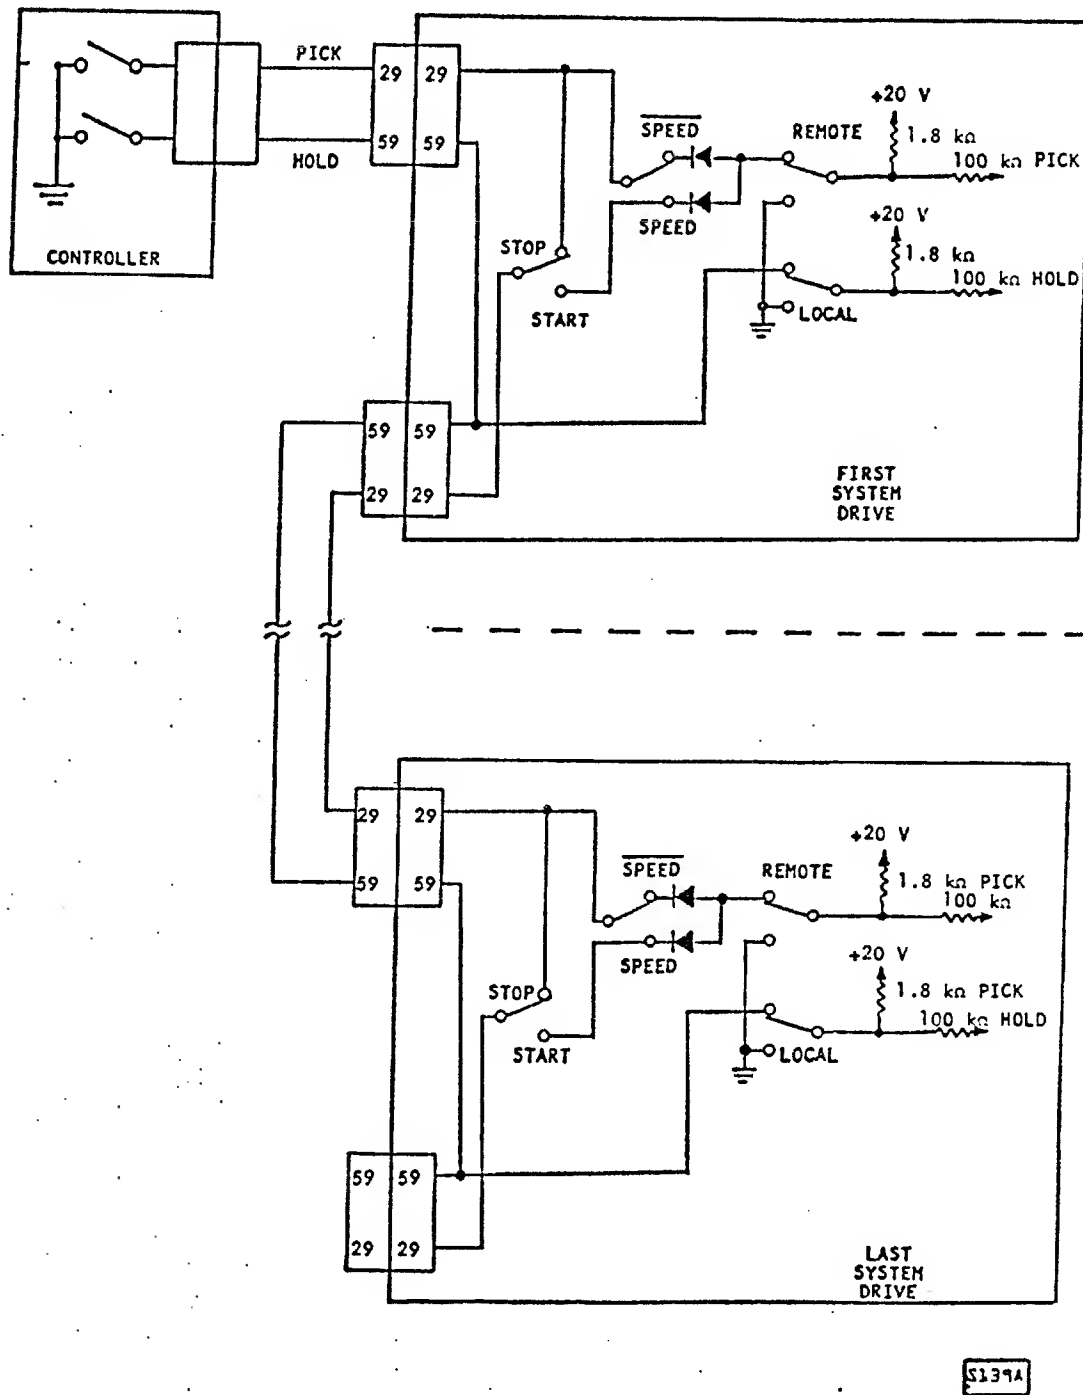 PICK
HOLD
CONTROLLER
29 29
59 59
STOP
START
SPEED
SPEED
REMOTE
LOCAL
+20 V
1.8 kΩ
100 kΩ PICK
+20 V
1.8 kΩ
100 kΩ HOLD
59 59
29 29
FIRST
SYSTEM
DRIVE
29 29
59 59
STOP
START
SPEED
SPEED
REMOTE
LOCAL
+20 V
1.8 kΩ PICK
100 kΩ
+20 V
1.8 kΩ PICK
100 kΩ HOLD
59 59
29 29
LAST
SYSTEM
DRIVE
S139A